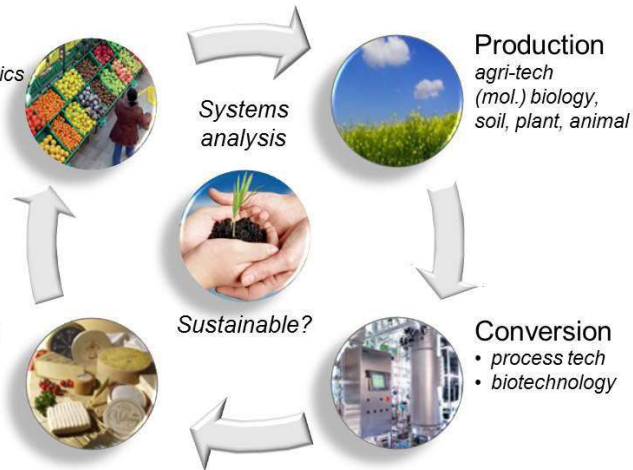 ics
Systems
analysis
Production
agri-tech
(mol.) biology,
soil, plant, animal
Sustainable?
Conversion
• process tech
• biotechnology